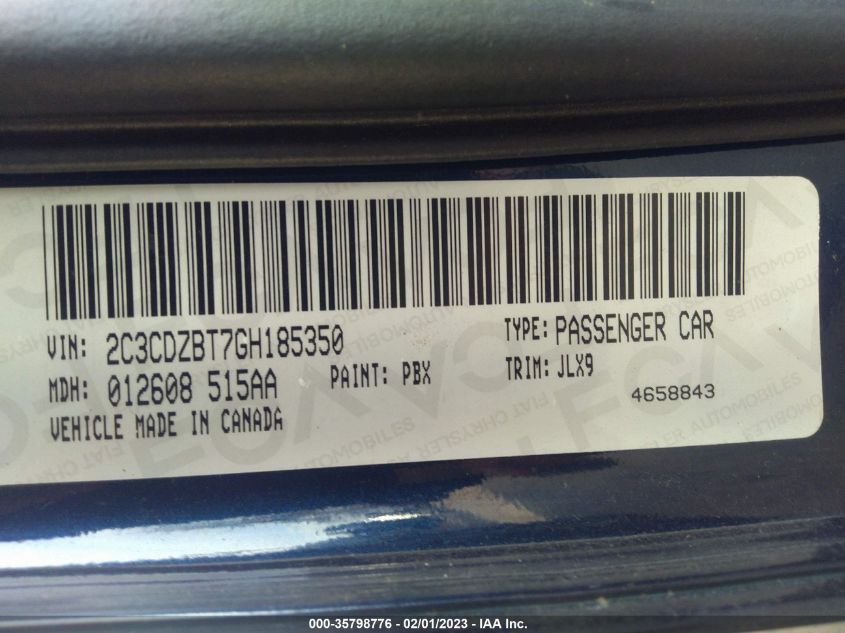 VIN: 2C3CDZBT7GH185350 TYPE: PASSENGER CAR
MDH: 012608 515AA PAINT: PBX TRIM: JLX9
VEHICLE MADE IN CANADA 4658843
000-35798776 - 02/01/2023 - IAA Inc.